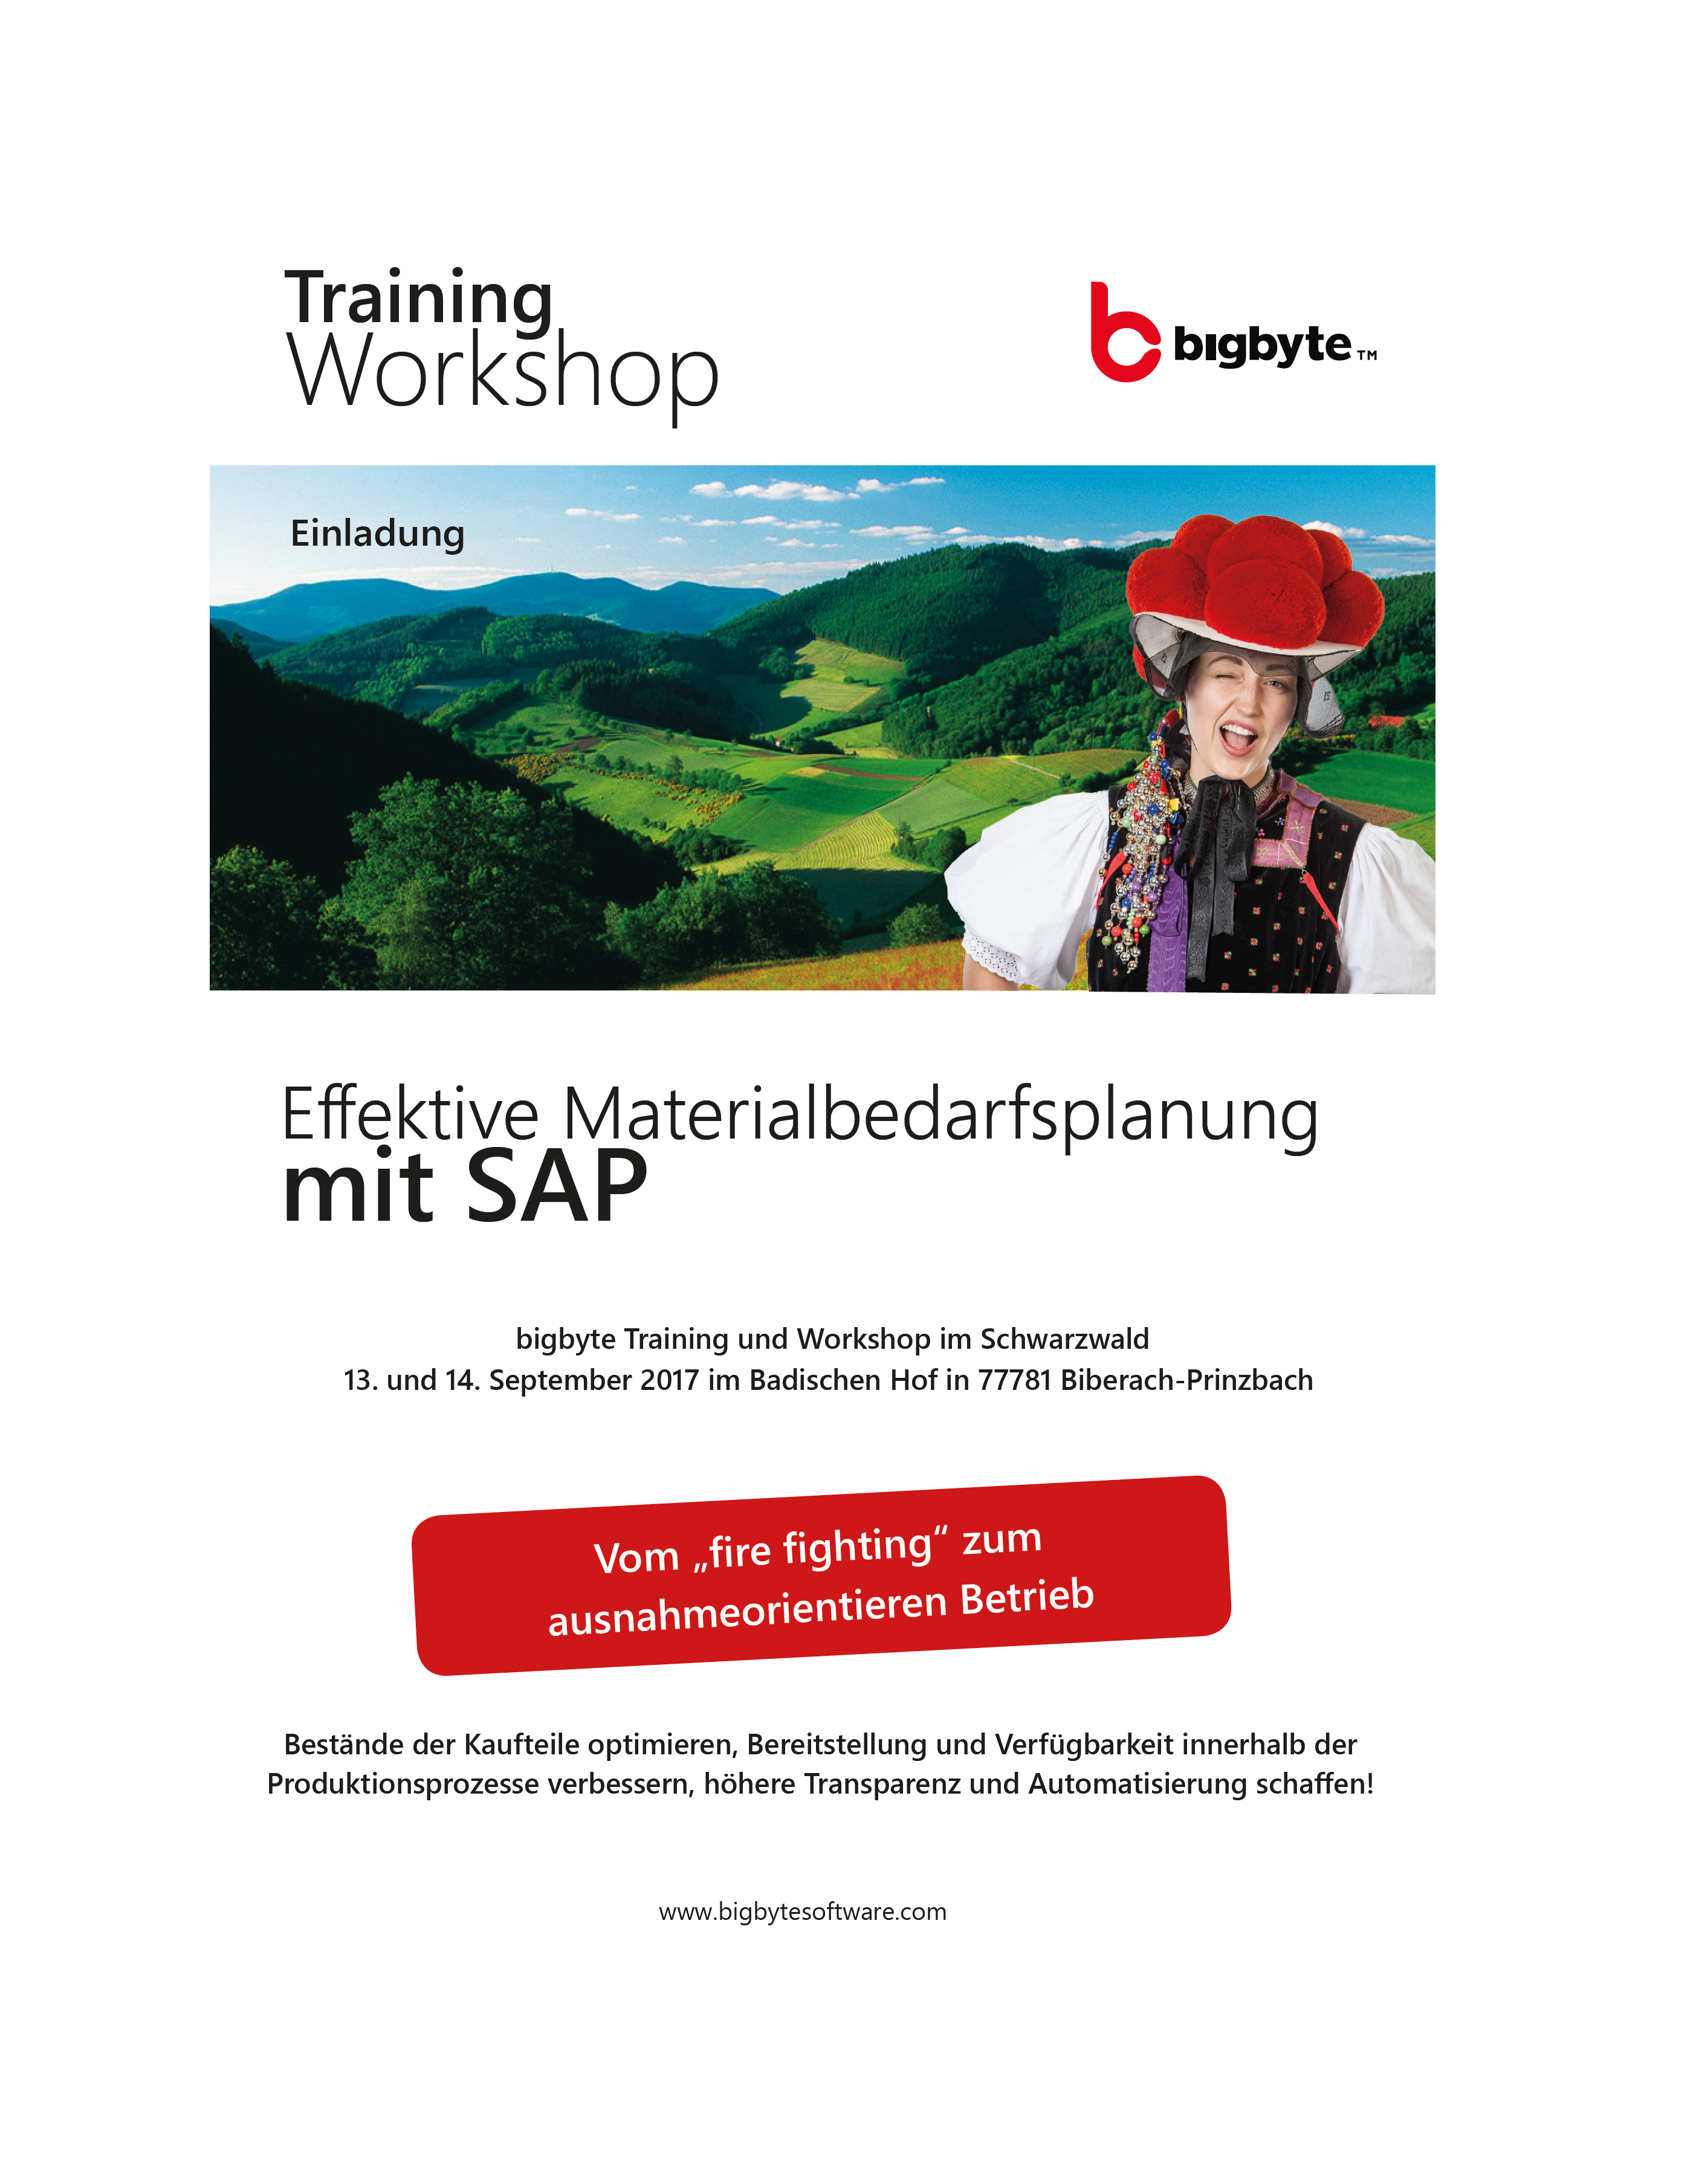 Training
Workshop
bigbyte™
Einladung
Effektive Materialbedarfsplanung
mit SAP
bigbyte Training und Workshop im Schwarzwald
13. und 14. September 2017 im Badischen Hof in 77781 Biberach-Prinzbach
Vom „fire fighting“ zum
ausnahmeorientieren Betrieb
Bestände der Kaufteile optimieren, Bereitstellung und Verfügbarkeit innerhalb der
Produktionsprozesse verbessern, höhere Transparenz und Automatisierung schaffen!
www.bigbytesoftware.com